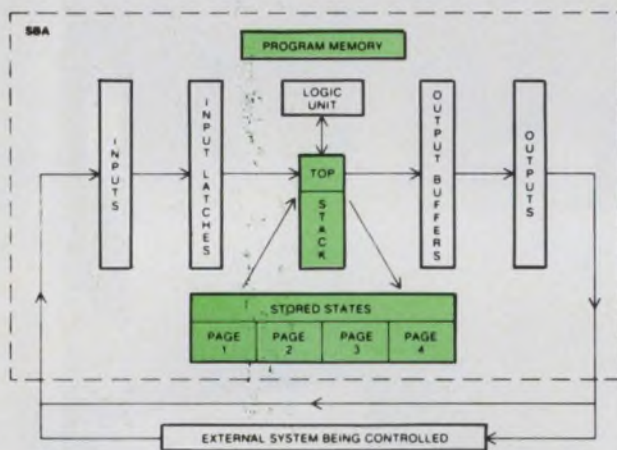 SBA
PROGRAM MEMORY
LOGIC
UNIT
INPUTS
INPUT LATCHES
TOP
STACK
OUTPUT BUFFERS
OUTPUTS
STORED STATES
PAGE
1
PAGE
2
PAGE
3
PAGE
4
EXTERNAL SYSTEM BEING CONTROLLED